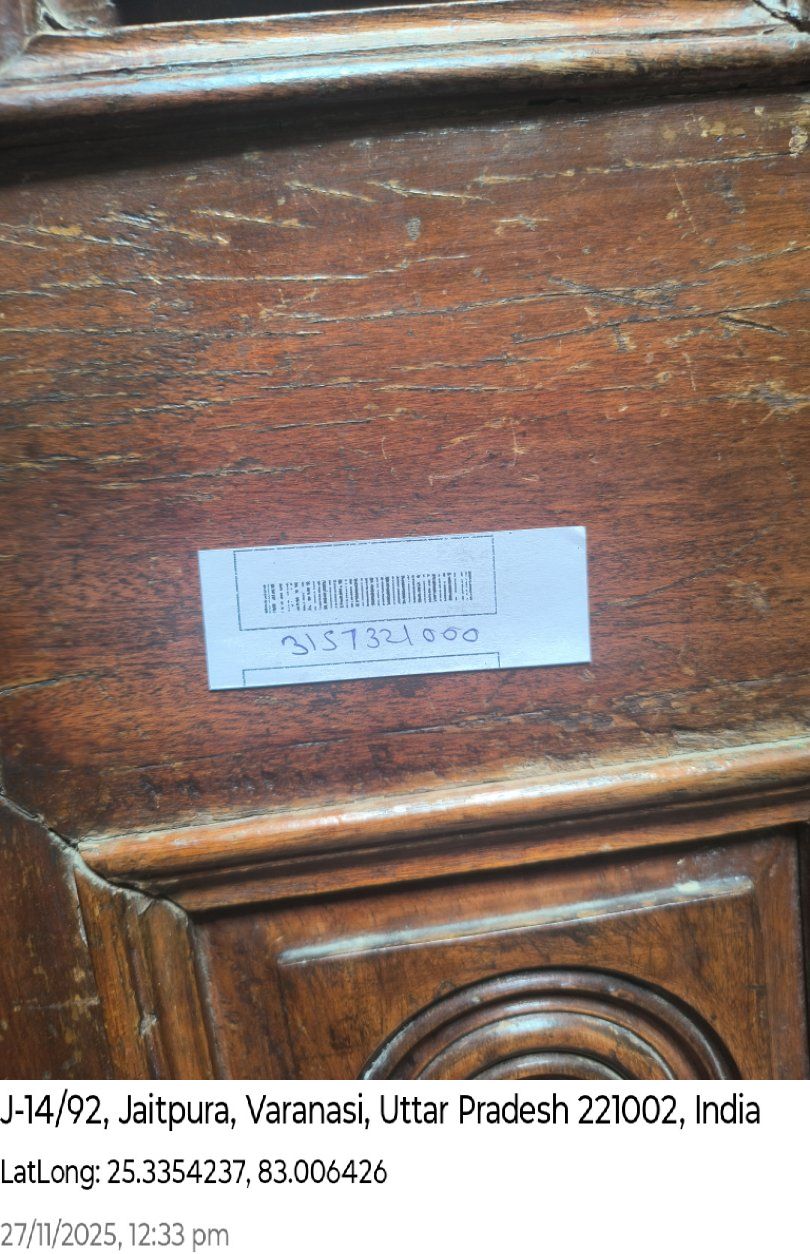 3157321000
J-14/92, Jaitpura, Varanasi, Uttar Pradesh 221002, India
LatLong: 25.3354237, 83.006426
27/11/2025, 12:33 pm